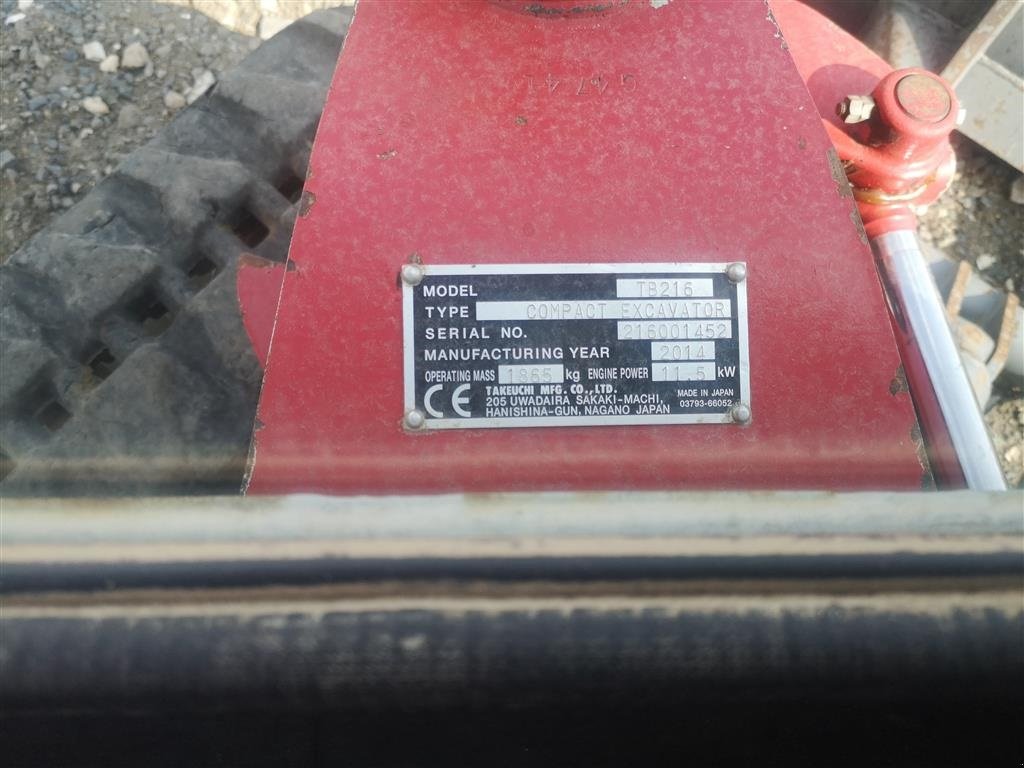 G4741
MODEL TB216
TYPE COMPACT EXCAVATOR
SERIAL NO. 216001452
MANUFACTURING YEAR 2014
OPERATING MASS 1865 kg ENGINE POWER 11.5 kW
CE TAKEUCHI MFG. CO., LTD.
205 UWADAIRA SAKAKI-MACHI,
HANISHINA-GUN, NAGANO JAPAN
MADE IN JAPAN
03793-66052